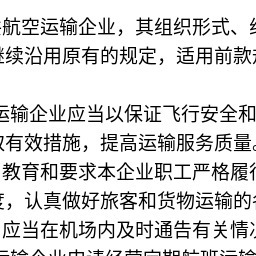 航空运输企业，其组织形式、
继续沿用原有的规定，适用前款
运输企业应当以保证飞行安全和
有效措施，提高运输服务质量。
教育和要求本企业职工严格履
度，认真做好旅客和货物运输的
应当在机场内及时通告有关情